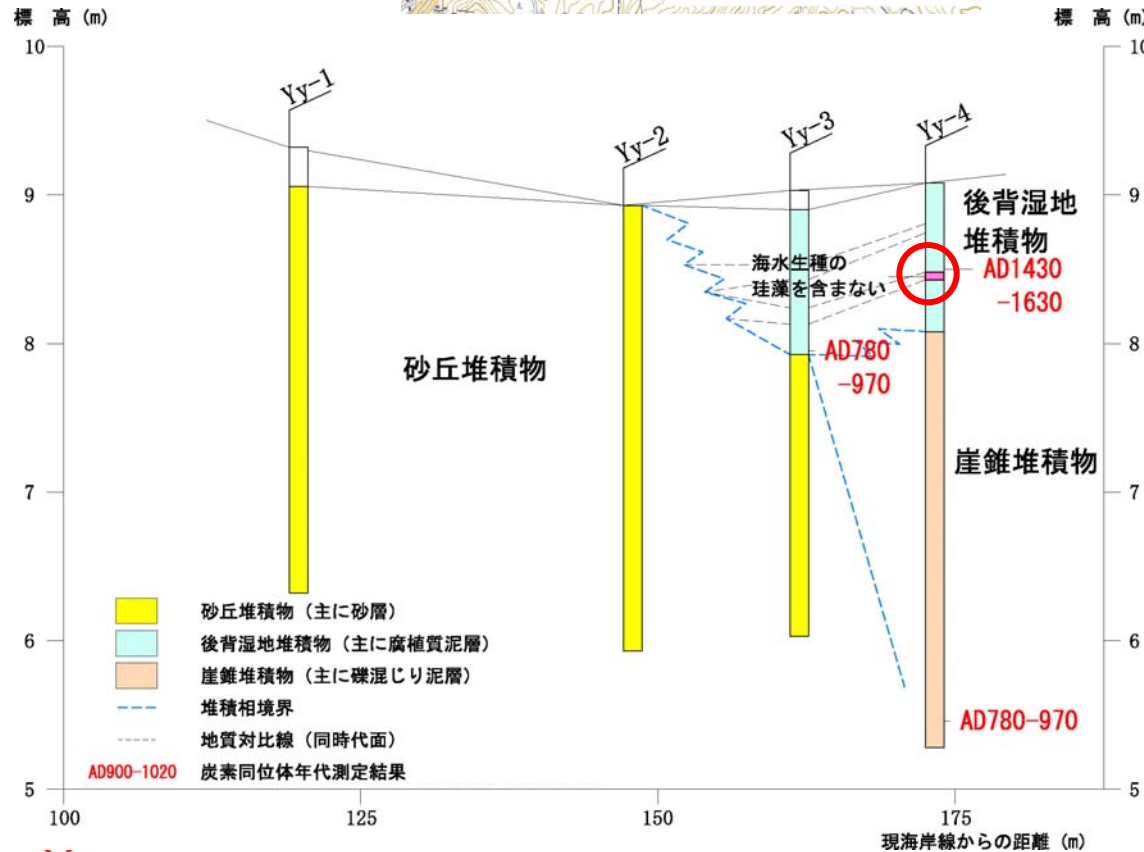 標 高 (m)
標 高 (m)
10
10
Yy-1
Yy-2
Yy-3
Yy-4
9
9
後背湿地
堆積物
海水生種の
珪藻を含まない
AD1430
-1630
8
8
AD780
-970
砂丘堆積物
崖錐堆積物
7
7
砂丘堆積物(主に砂層)
6
6
後背湿地堆積物(主に腐植質泥層)
崖錐堆積物(主に礫混じり泥層)
堆積相境界
AD780-970
地質対比線(同時代面)
AD900-1020 炭素同位体年代測定結果
5
5
100
125
150
175
現海岸線からの距離 (m)